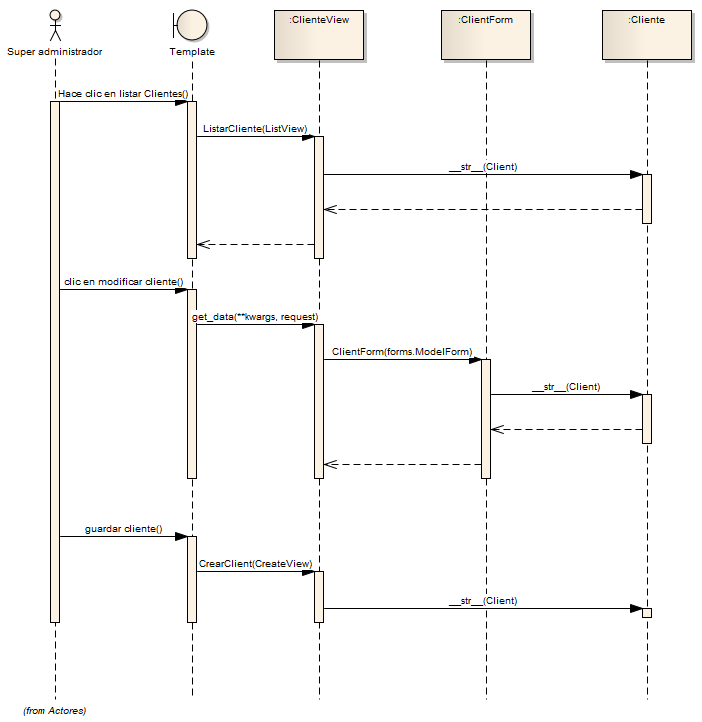 :ClienteView
:ClientForm
:Cliente
Super administrador
Template
Hace clic en listar Clientes()
ListarCliente(ListView)
__str__(Client)
clic en modificar cliente()
get_data(**kwargs, request)
ClientForm(forms.ModelForm)
__str__(Client)
guardar cliente()
CrearClient(CreateView)
__str__(Client)
(from Actores)